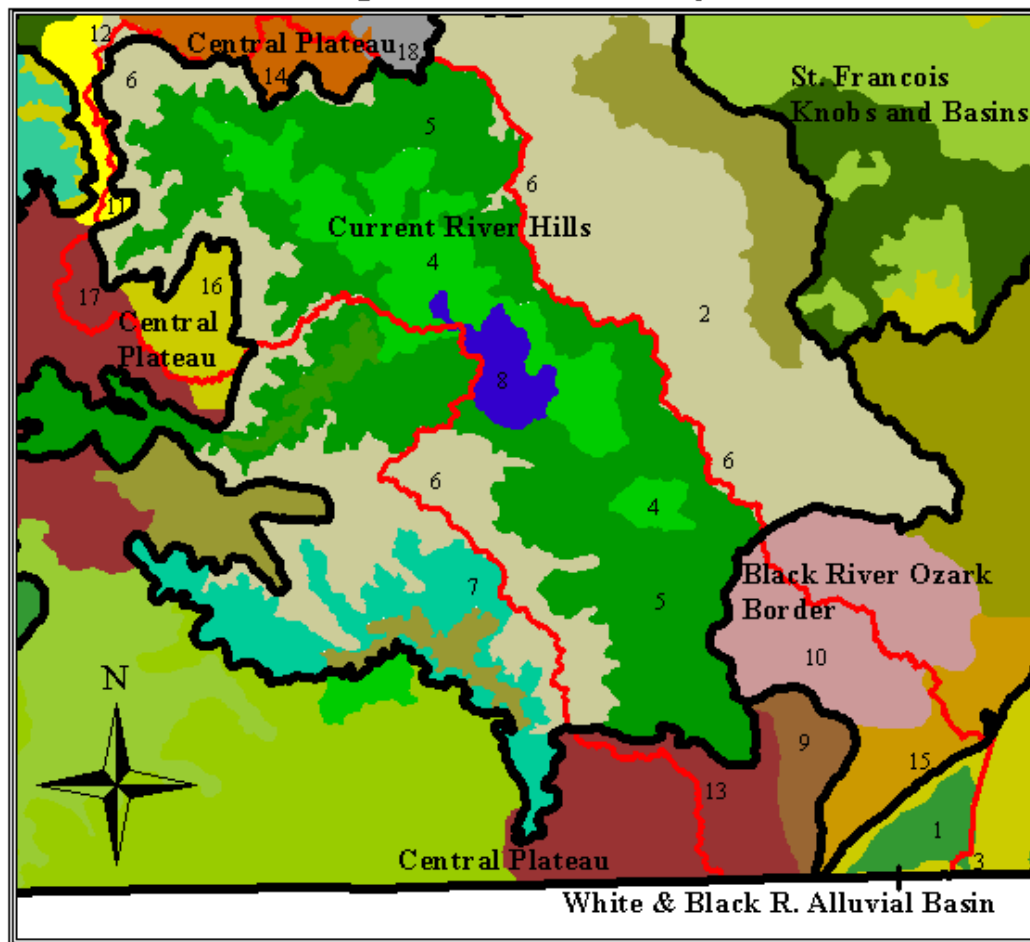 12
Central Plateau
18
6
14
St. Francois
Knobs and Basins
5
6
11
Current River Hills
4
17
16
Central
Plateau
2
8
6
6
4
7
Black River Ozark
Border
5
10
N
9
15
13
1
Central Plateau
3
White & Black R. Alluvial Basin